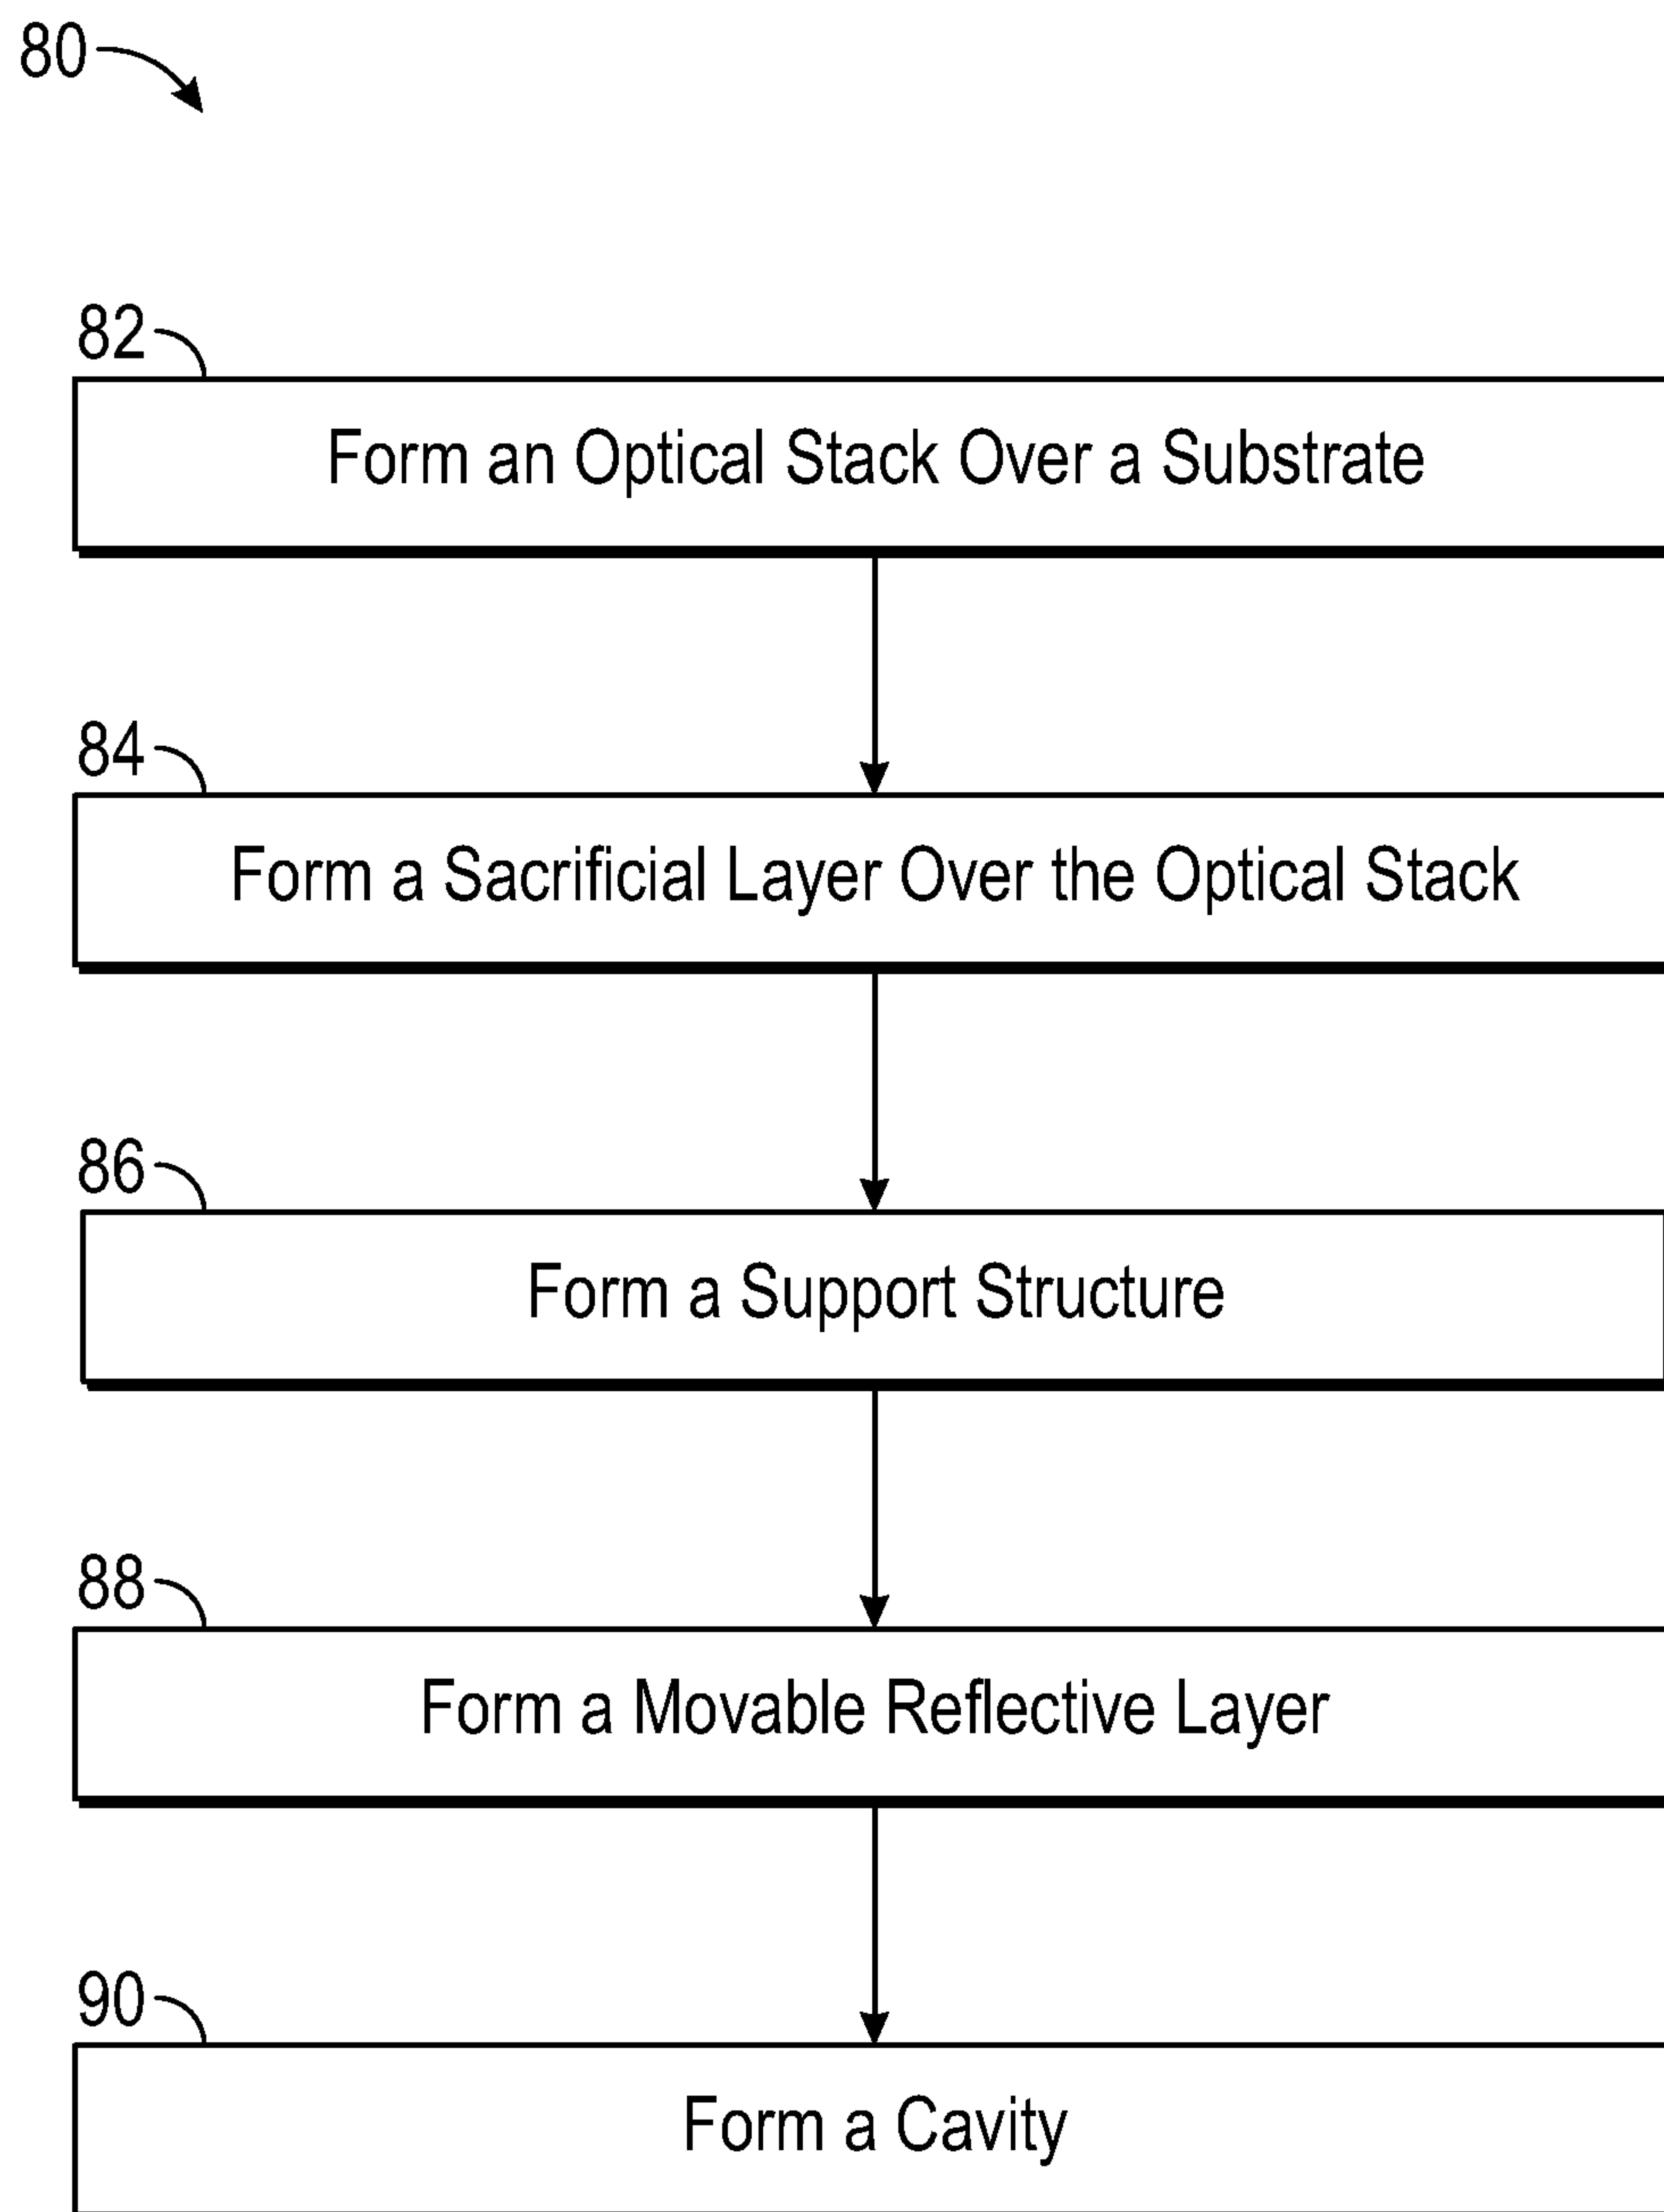 80
82
Form an Optical Stack Over a Substrate
84
Form a Sacrificial Layer Over the Optical Stack
86
Form a Support Structure
88
Form a Movable Reflective Layer
90
Form a Cavity